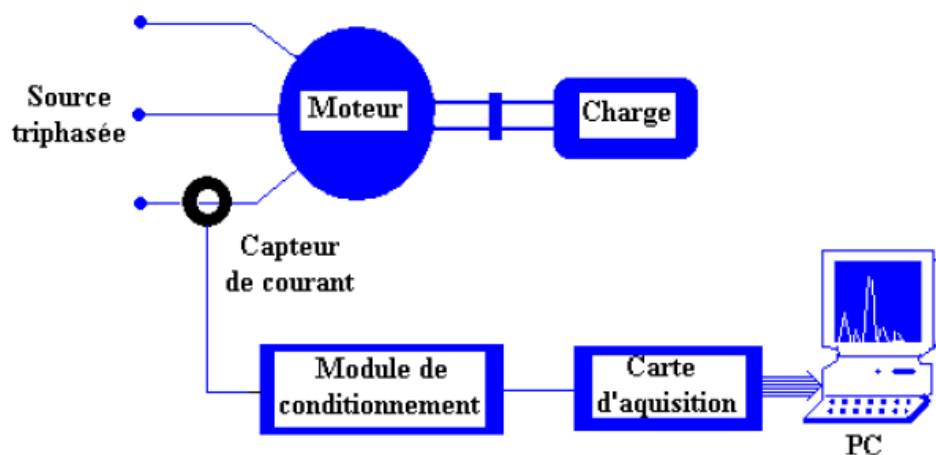 Source
triphasée
Moteur
Charge
Capteur
de courant
Module de
conditionnement
Carte
d'aquisition
PC